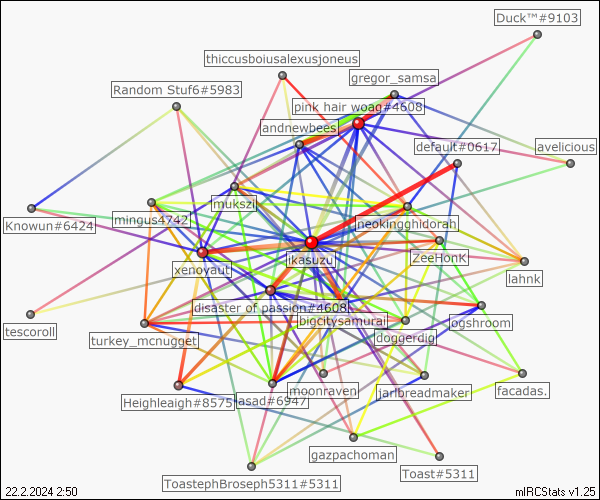 Duck™#9103
thiccusboiusalexusjoneus
gregor_samsa
Random Stuf6#5983
pink hair woag#4608
andnewbees
default#0617
avelicious
mukszi
mingus4742
Knowun#6424
neokingghidorah
ikasuzu
ZeeHonK
xenoyaut
lahnk
disaster of passion#4608
bigcitysamurai
ogshroom
tescoroll
turkey_mcnugget
doggerdig
moonraven
jarlbreadmaker
facadas.
Heighleigh#8575
asad#6947
gazpachoman
Toast#5311
ToastephBroseph5311#5311
22.2.2024 2:50
mIRCStats v1.25